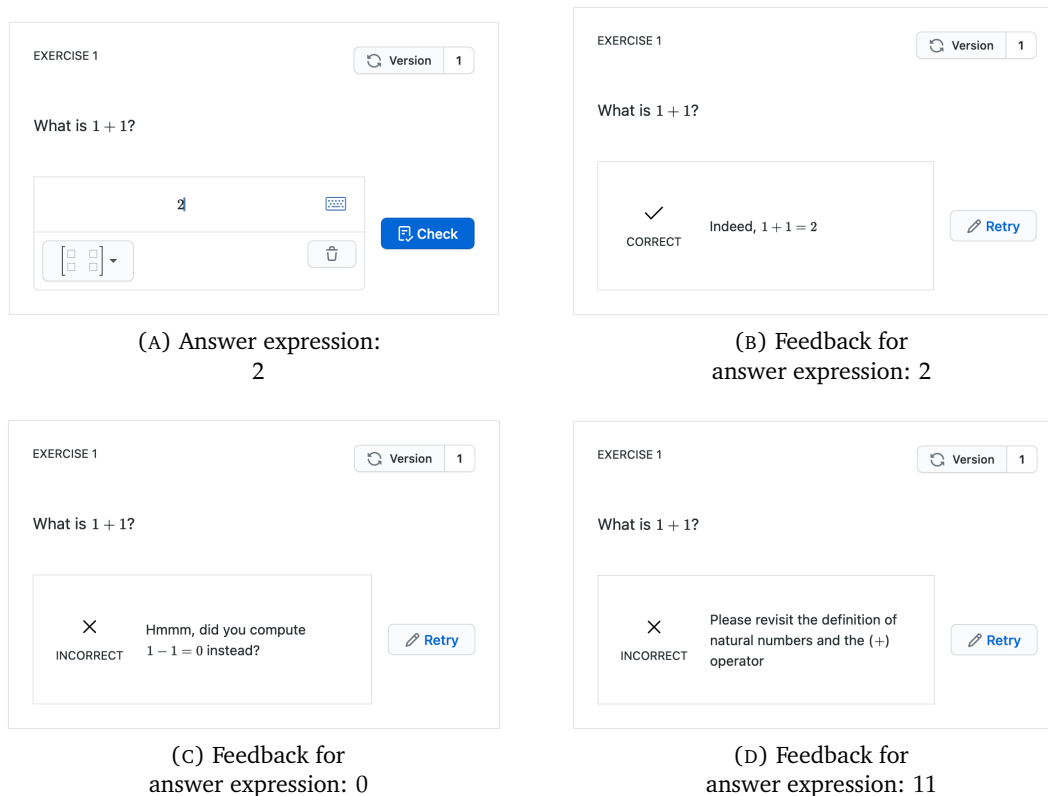 EXERCISE 1
Version 1
What is 1 + 1?
2
Check
(A) Answer expression:
2
EXERCISE 1
Version 1
What is 1 + 1?
CORRECT
Indeed, 1 + 1 = 2
Retry
(B) Feedback for
answer expression: 2
EXERCISE 1
Version 1
What is 1 + 1?
INCORRECT
Hmmm, did you compute
1 − 1 = 0 instead?
Retry
(C) Feedback for
answer expression: 0
EXERCISE 1
Version 1
What is 1 + 1?
INCORRECT
Please revisit the definition of
natural numbers and the (+)
operator
Retry
(D) Feedback for
answer expression: 11